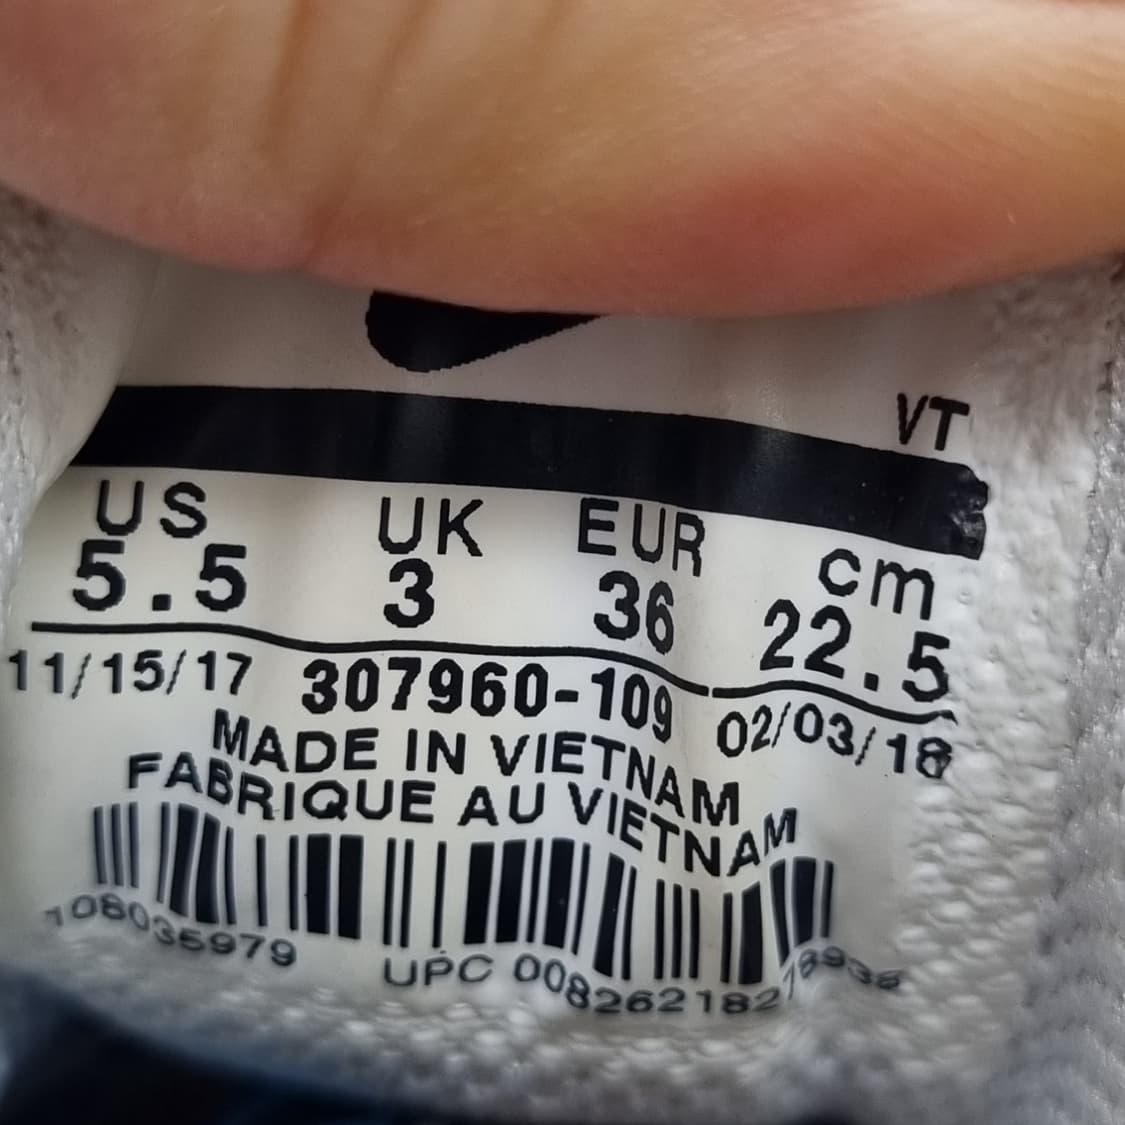 VT
US UK EUR cm
5.5 3 36 22.5
11/15/17 307960-109 02/03/18
MADE IN VIETNAM
FABRIQUE AU VIETNAM
108035979 UPC